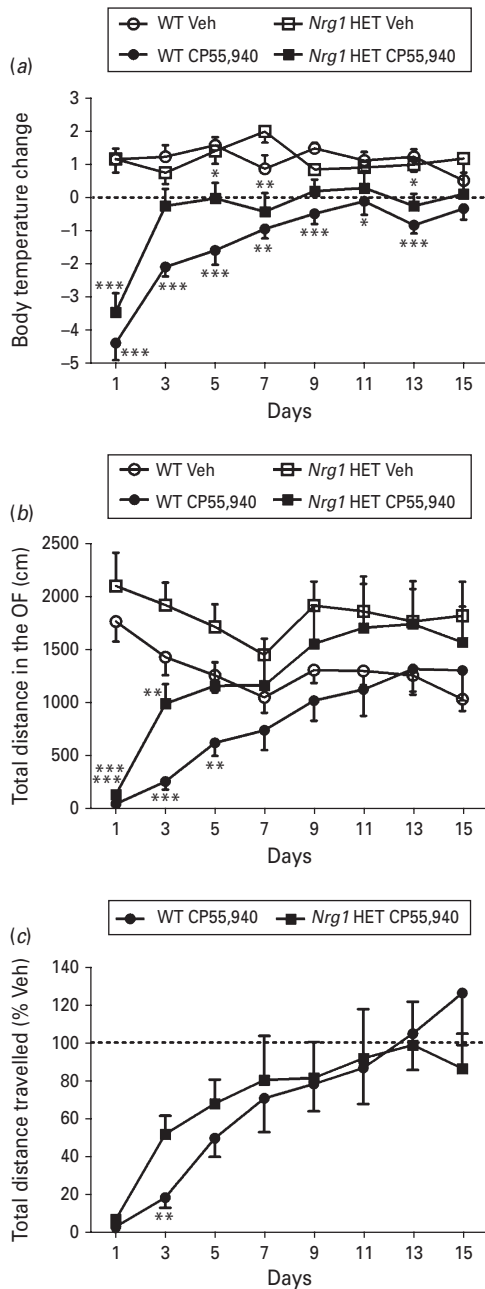 WT Veh Nrg1 HET Veh
WT CP55,940 Nrg1 HET CP55,940
(a)
Body temperature change
3
2
1
0
–1
–2
–3
–4
–5
*
**
*
***
***
***
***
**
***
*
***
1 3 5 7 9 11 13 15
Days
WT Veh Nrg1 HET Veh
WT CP55,940 Nrg1 HET CP55,940
(b)
Total distance in the OF (cm)
2500
2000
1500
1000
500
0
**
***
***
***
**
1 3 5 7 9 11 13 15
Days
WT CP55,940 Nrg1 HET CP55,940
(c)
Total distance travelled (% Veh)
140
120
100
80
60
40
20
0
**
1 3 5 7 9 11 13 15
Days